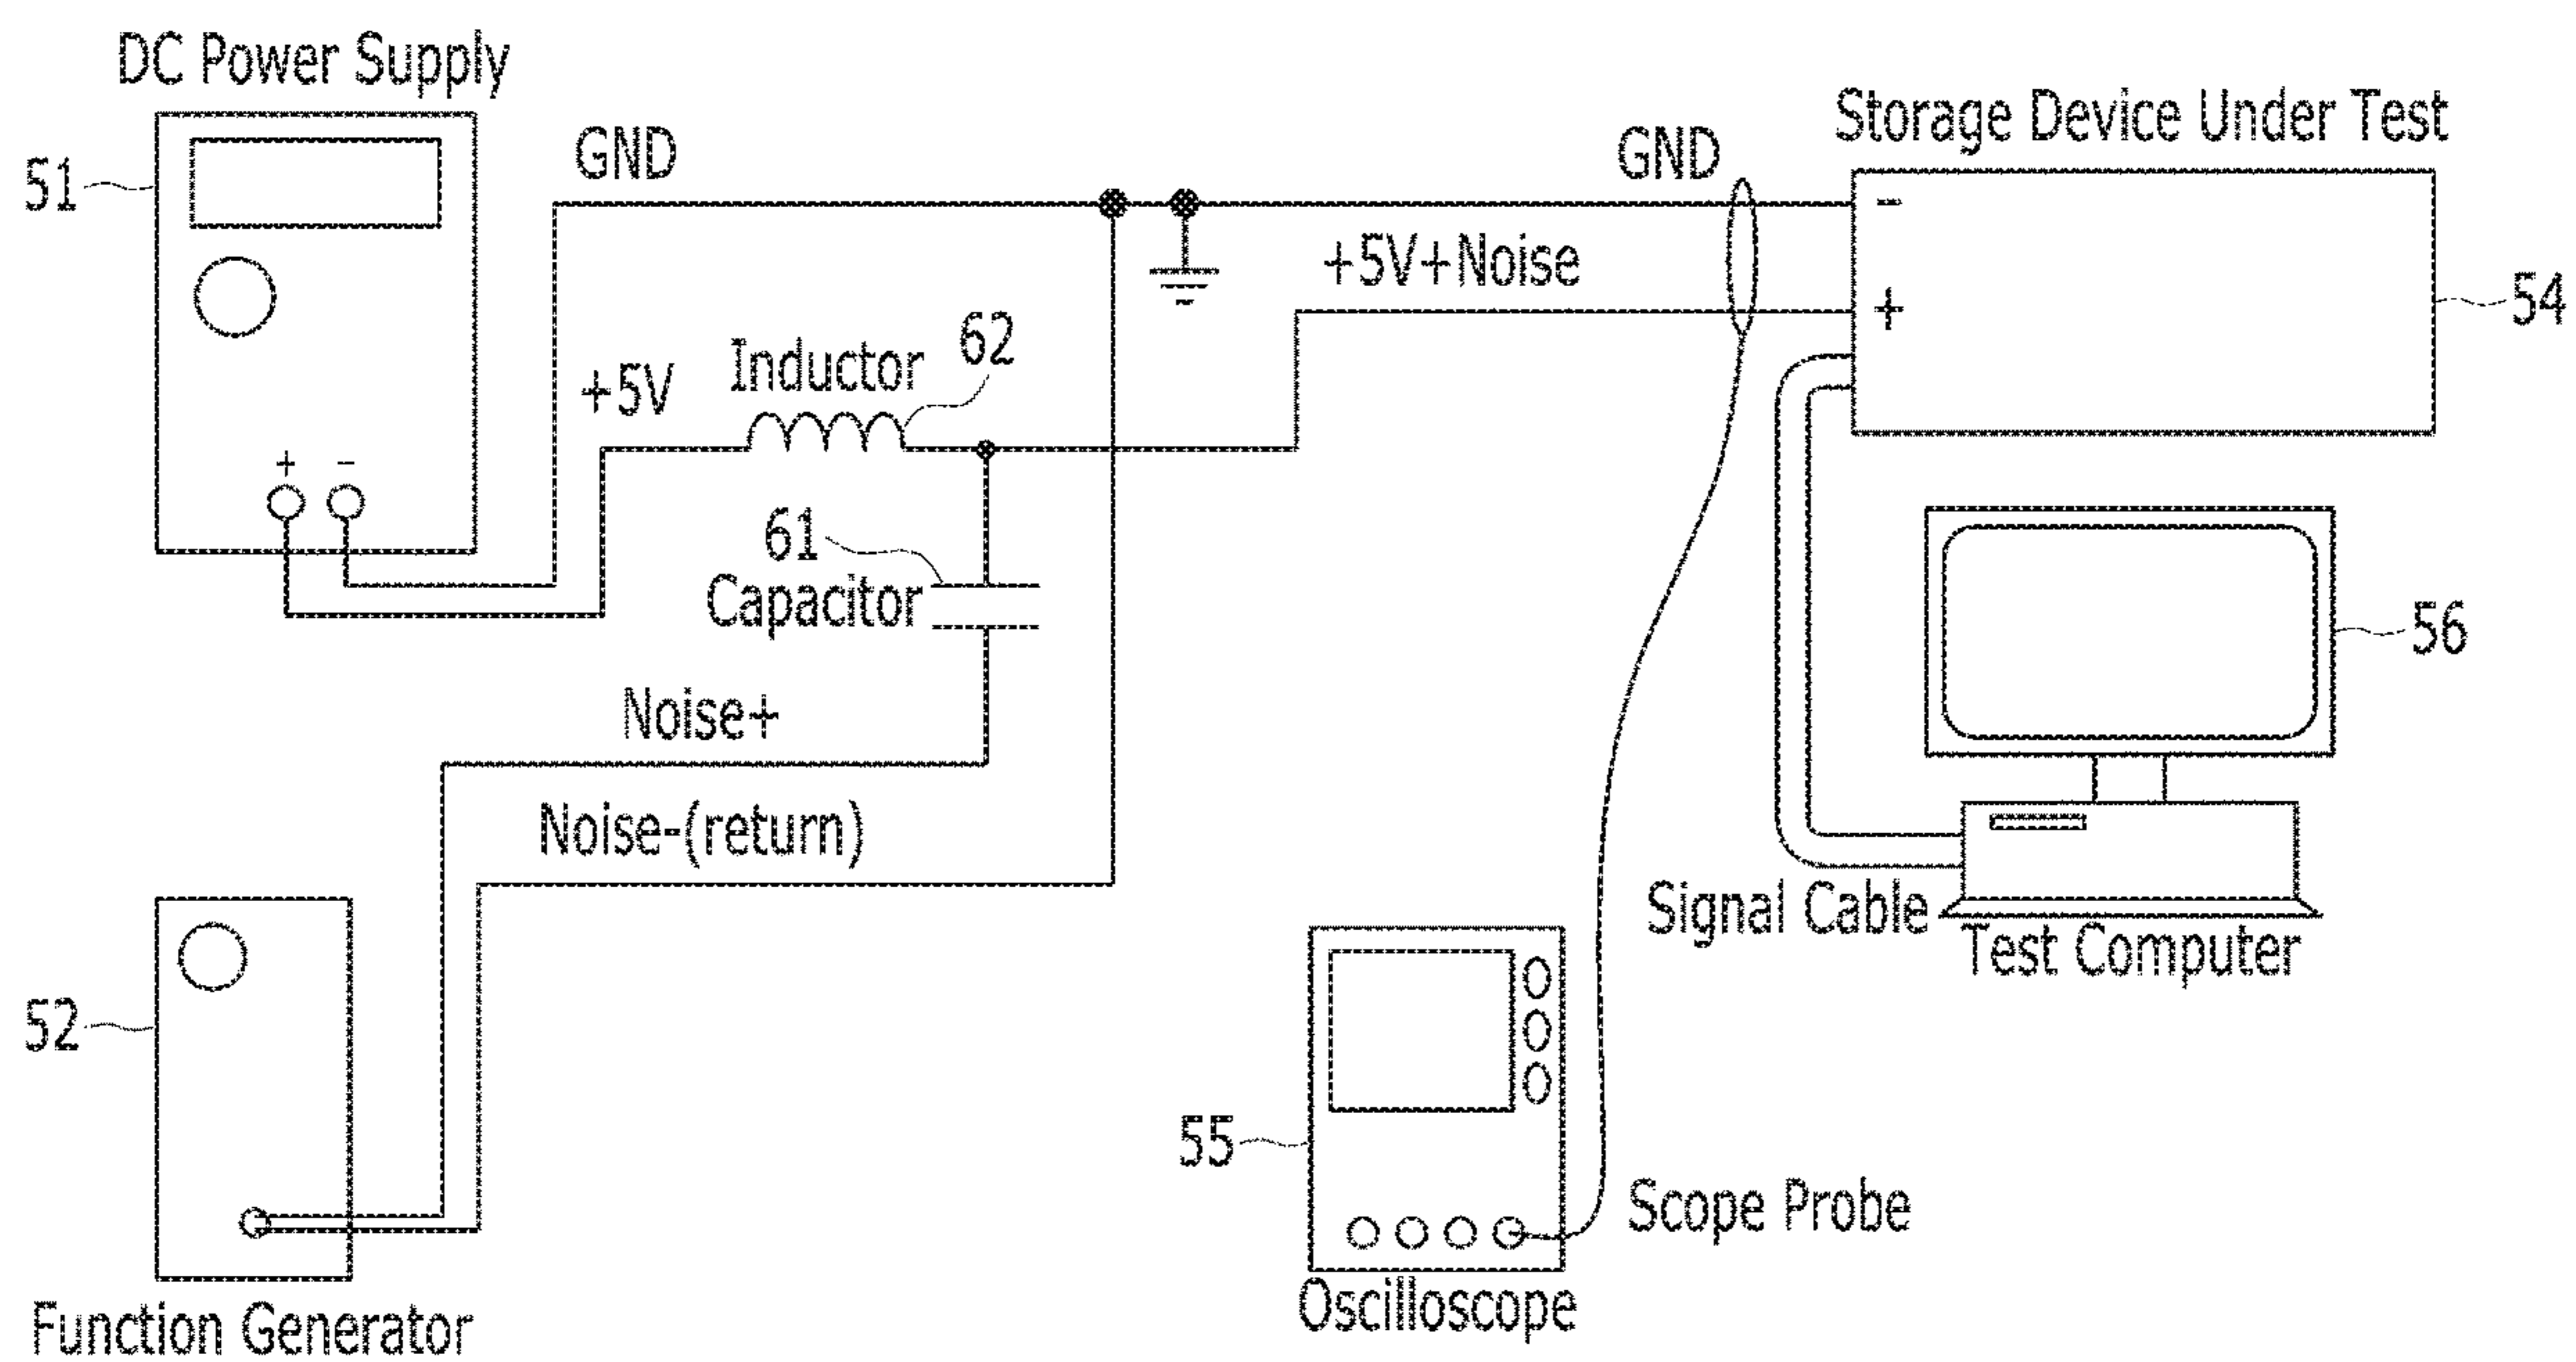 DC Power Supply
51
GND
GND
Storage Device Under Test
-
+5V+Noise
+
54
+5V
Inductor
62
+ -
61
Capacitor
56
Noise+
Noise-(return)
Signal Cable
Test Computer
52
55
Scope Probe
Oscilloscope
Function Generator